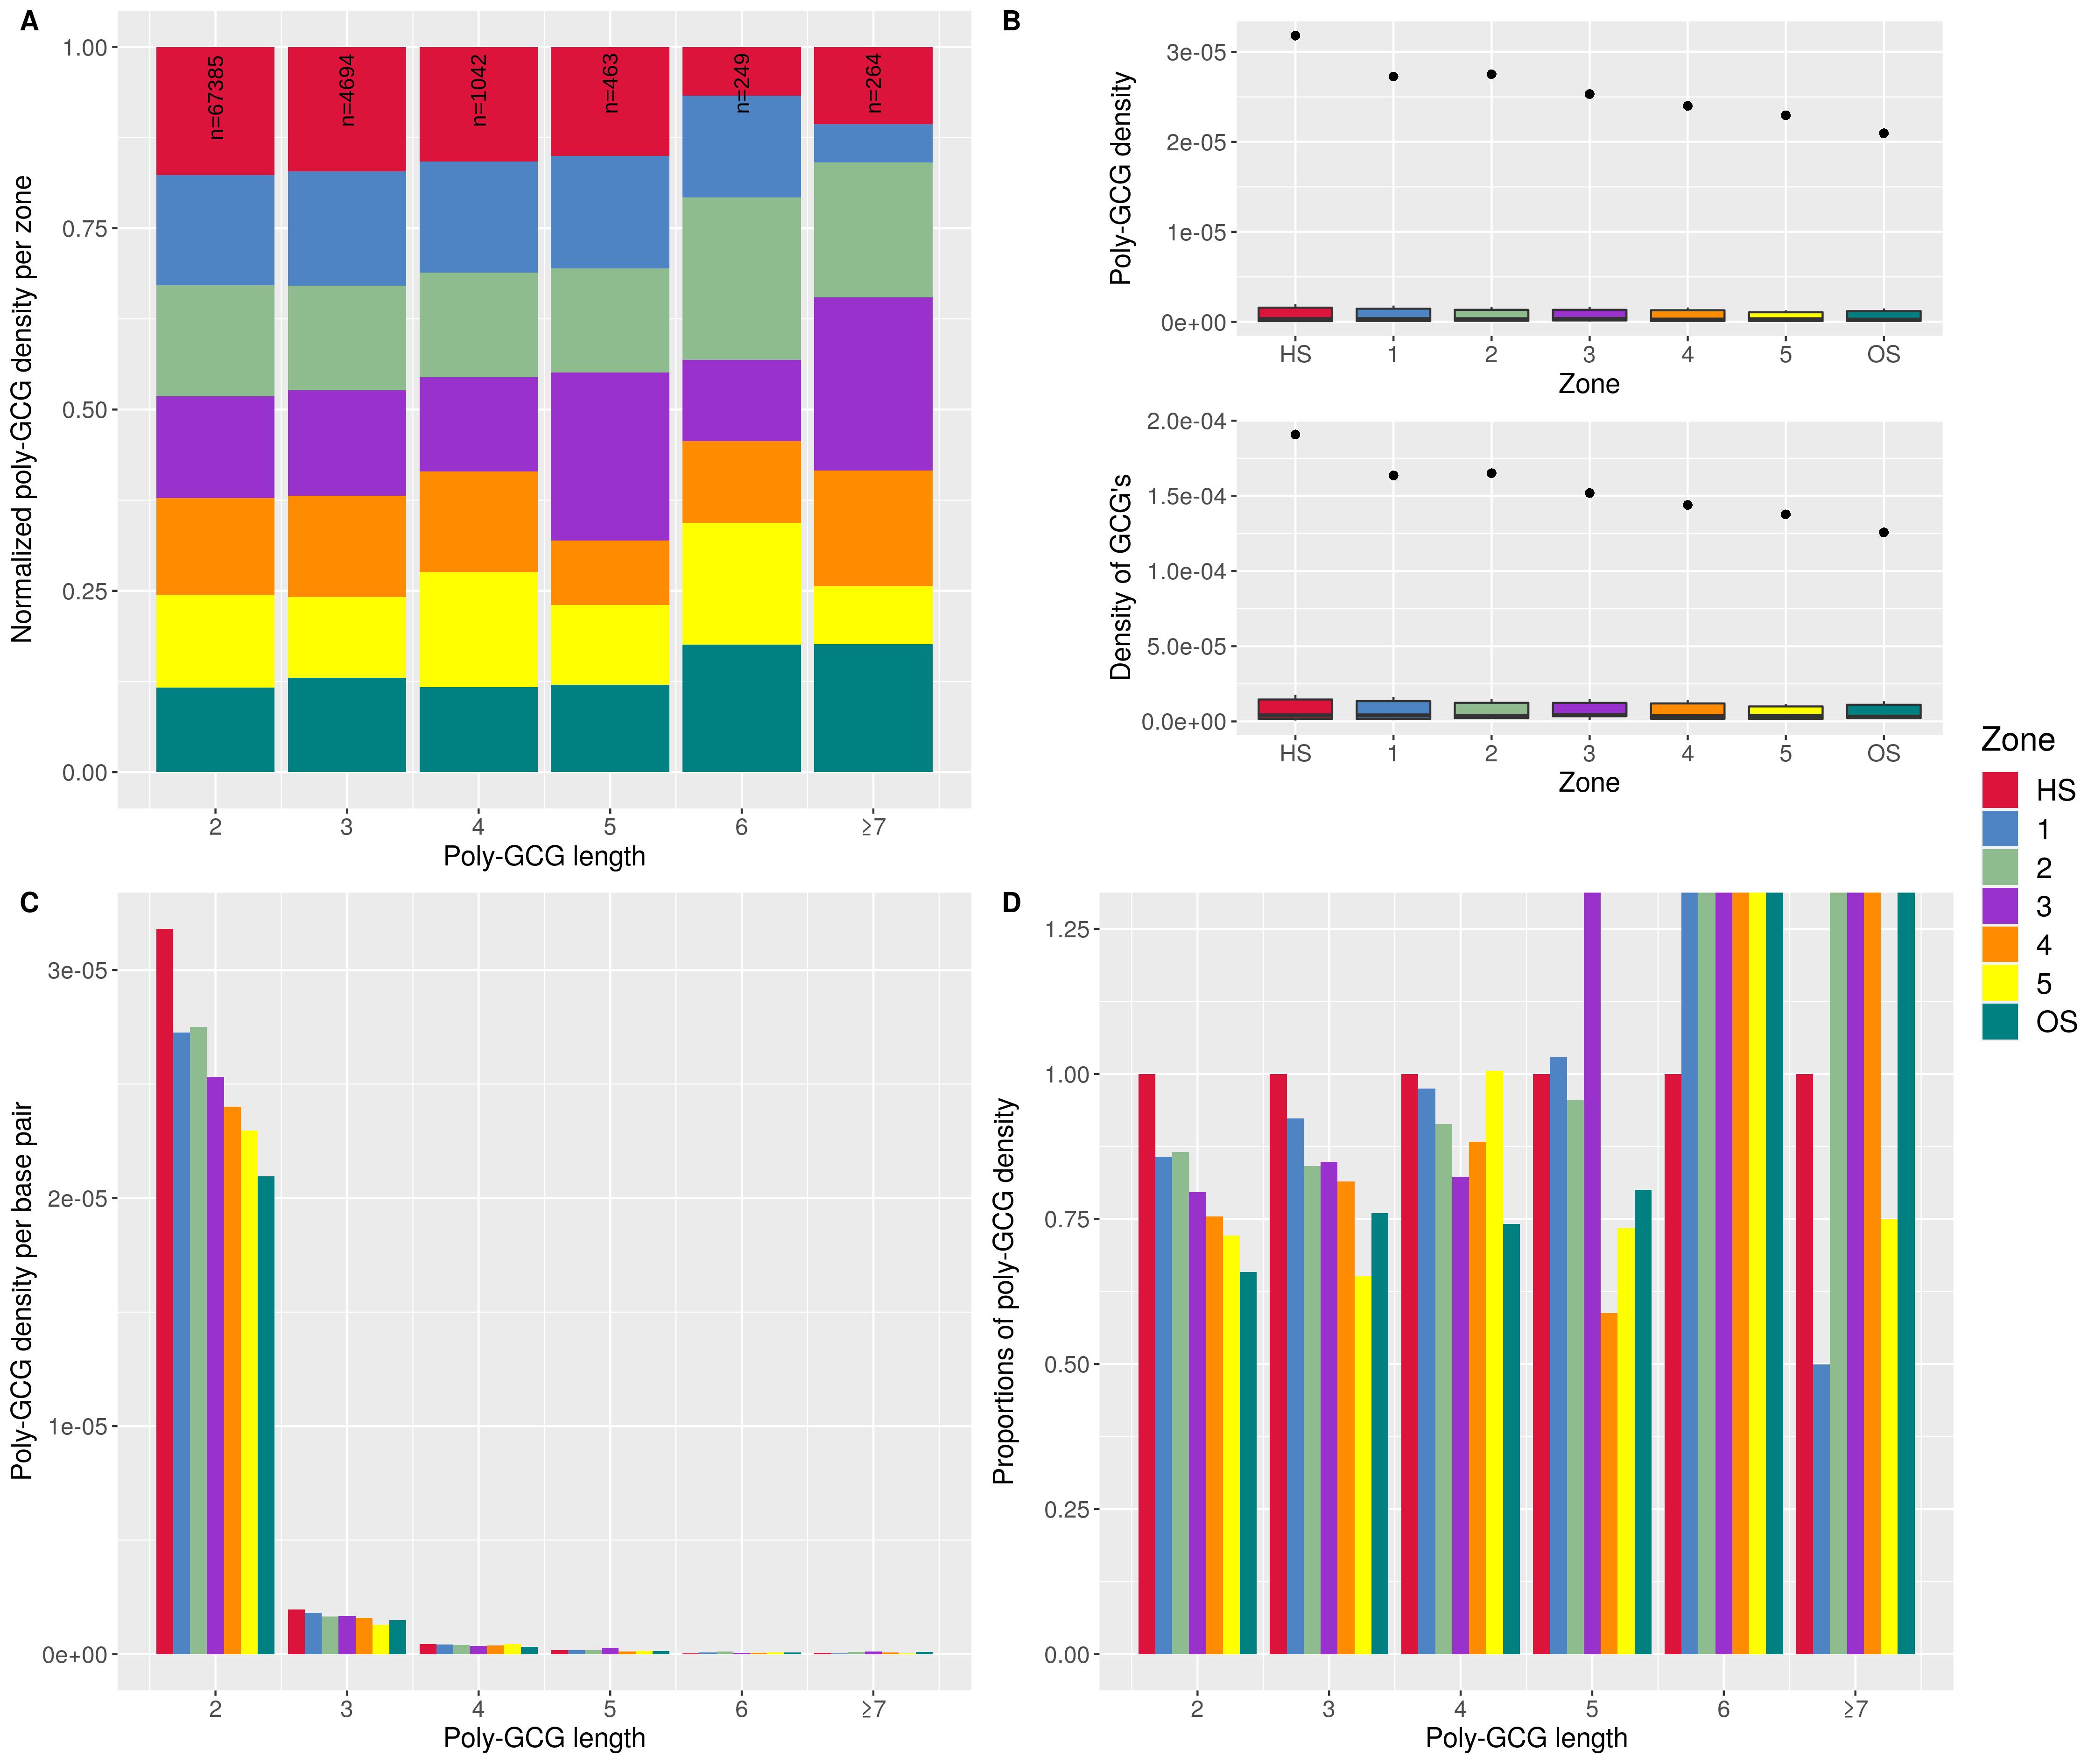 A
Normalized poly-GCG density per zone
1.00
0.75
0.50
0.25
0.00
n=67385
n=4694
n=1042
n=463
n=249
n=264
2
3
4
5
6
≥7
Poly-GCG length
B
Poly-GCG density
3e-05
2e-05
1e-05
0e+00
HS
1
2
3
4
5
OS
Zone
Density of GCG's
2.0e-04
1.5e-04
1.0e-04
5.0e-05
0.0e+00
HS
1
2
3
4
5
OS
Zone
Zone
HS
1
2
3
4
5
OS
C
Poly-GCG density per base pair
3e-05
2e-05
1e-05
0e+00
2
3
4
5
6
≥7
Poly-GCG length
D
Proportions of poly-GCG density
1.25
1.00
0.75
0.50
0.25
0.00
2
3
4
5
6
≥7
Poly-GCG length